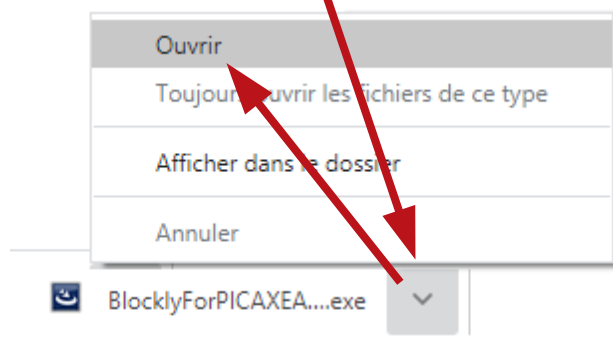 Ouvrir
Toujours ouvrir les fichiers de ce type
Afficher dans le dossier
Annuler
BlocklyForPICAXEA....exe